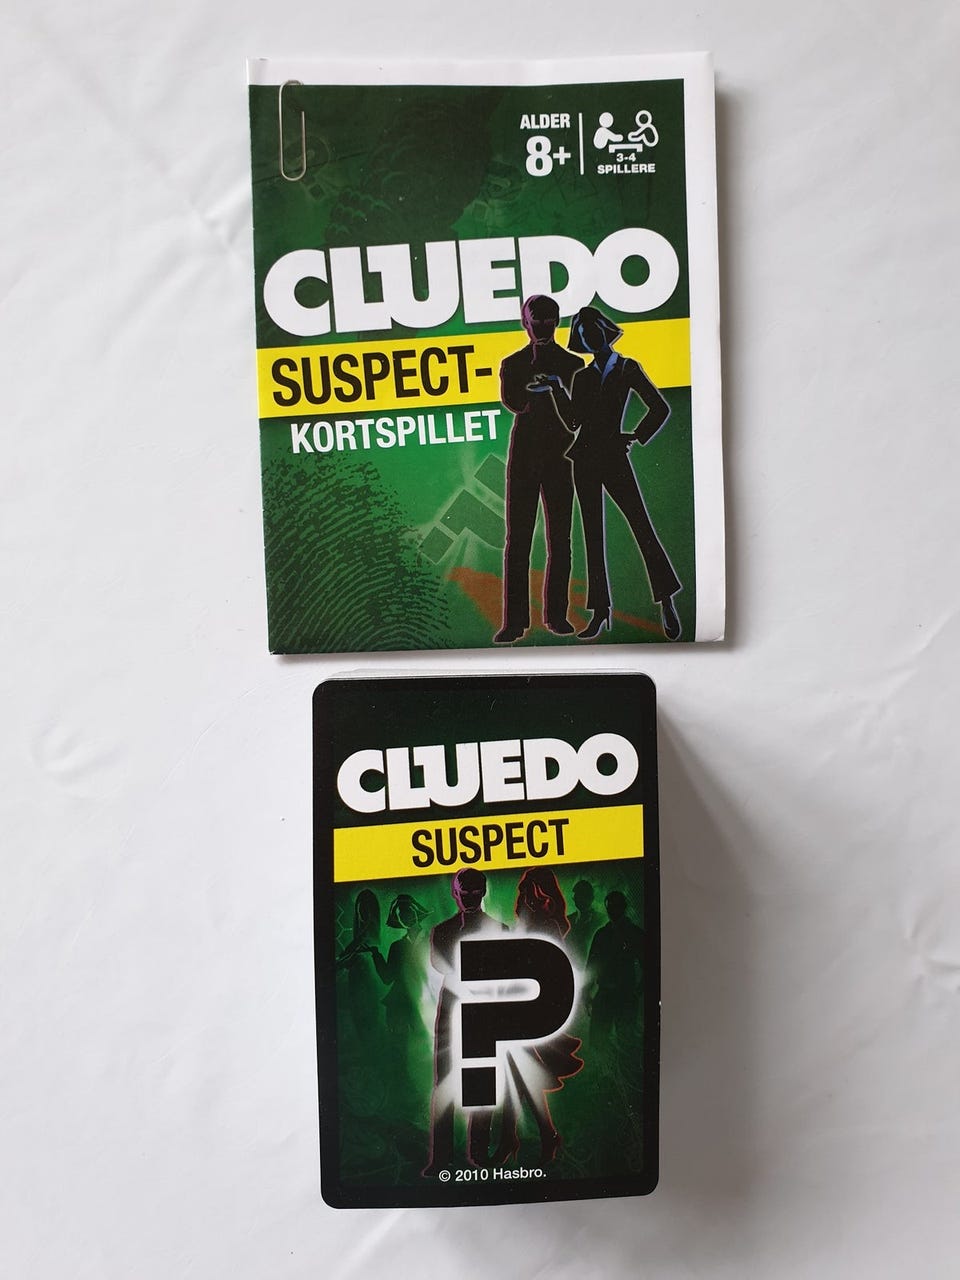 ALDER
8+
3-4
SPILLERE
CLUEDO
SUSPECT-
KORTSPILLET
CLUEDO
SUSPECT
?
© 2010 Hasbro.